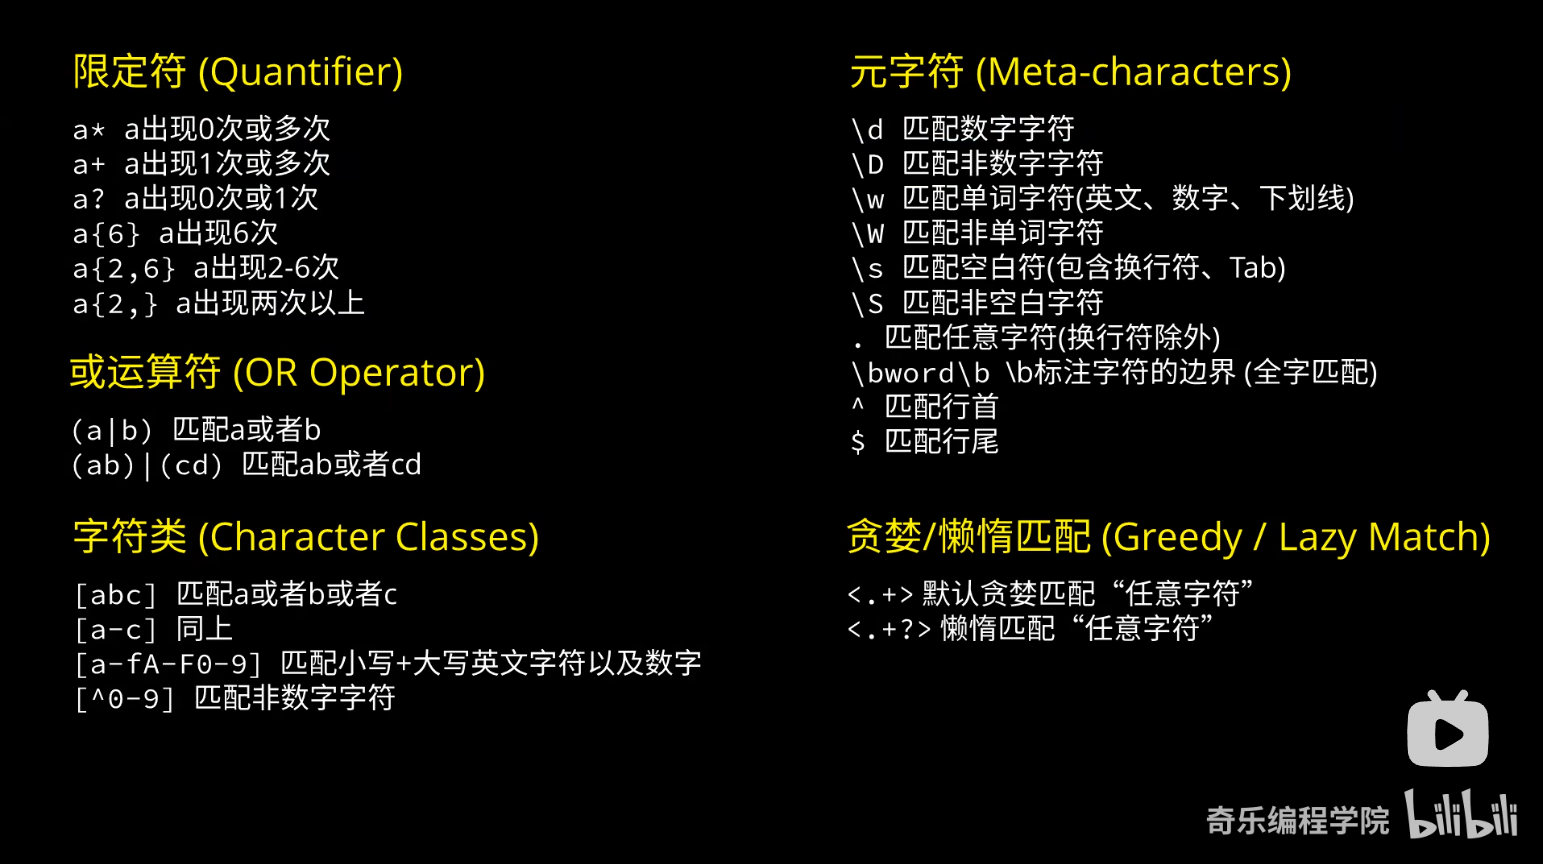 限定符 (Quantifier)
a* a出现0次或多次
a+ a出现1次或多次
a? a出现0次或1次
a{6} a出现6次
a{2,6} a出现2-6次
a{2,} a出现两次以上
或运算符 (OR Operator)
(a|b) 匹配a或者b
(ab)|(cd) 匹配ab或者cd
字符类 (Character Classes)
[abc] 匹配a或者b或者c
[a-c] 同上
[a-fA-F0-9] 匹配小写+大写英文字符以及数字
[^0-9] 匹配非数字字符
元字符 (Meta-characters)
\d 匹配数字字符
\D 匹配非数字字符
\w 匹配单词字符(英文、数字、下划线)
\W 匹配非单词字符
\s 匹配空白符(包含换行符、Tab)
\S 匹配非空白字符
. 匹配任意字符(换行符除外)
\bword\b \b标注字符的边界 (全字匹配)
^ 匹配行首
$ 匹配行尾
贪婪/懒惰匹配 (Greedy / Lazy Match)
<.+> 默认贪婪匹配“任意字符”
<.+?> 懒惰匹配“任意字符”
奇乐编程学院 bilibili